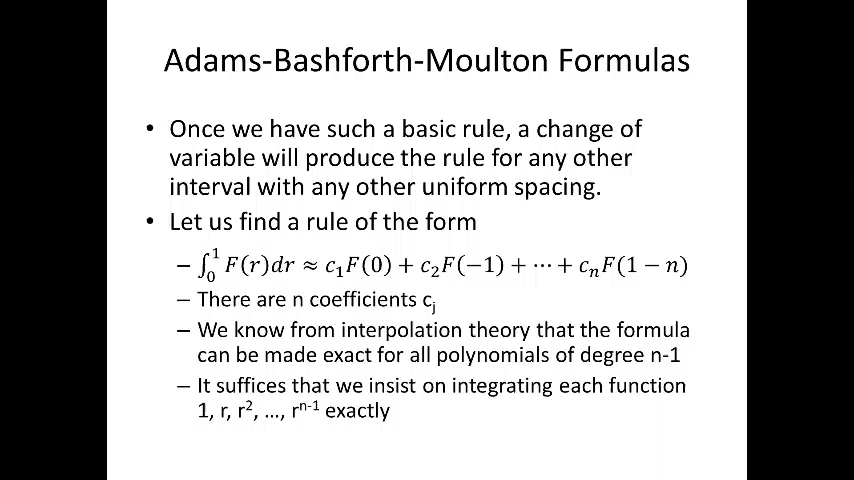 Adams-Bashforth-Moulton Formulas
• Once we have such a basic rule, a change of
variable will produce the rule for any other
interval with any other uniform spacing.
• Let us find a rule of the form
– ∫₀¹ F(r)dr ≈ c₁F(0) + c₂F(−1) + ⋯ + cₙF(1 − n)
– There are n coefficients cⱼ
– We know from interpolation theory that the formula
can be made exact for all polynomials of degree n-1
– It suffices that we insist on integrating each function
1, r, r², …, rⁿ⁻¹ exactly